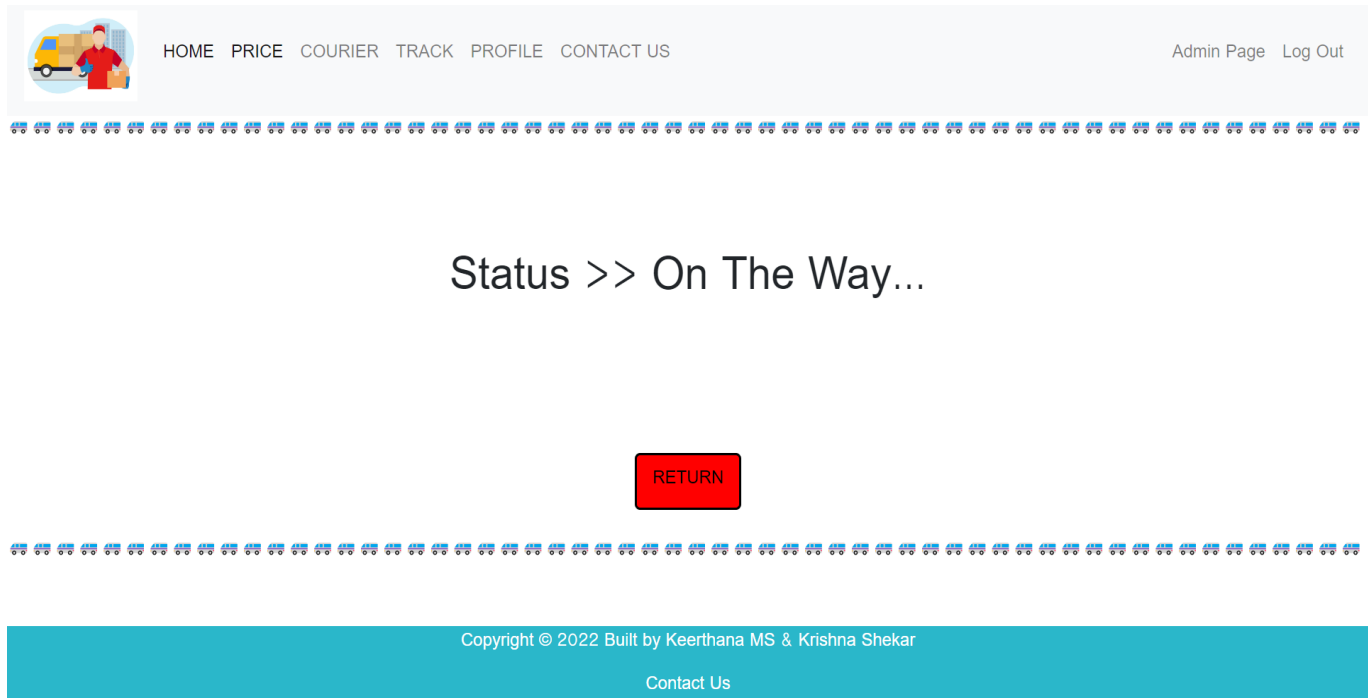 HOME PRICE COURIER TRACK PROFILE CONTACT US Admin Page Log Out
Status >> On The Way...
RETURN
Copyright © 2022 Built by Keerthana MS & Krishna Shekar
Contact Us